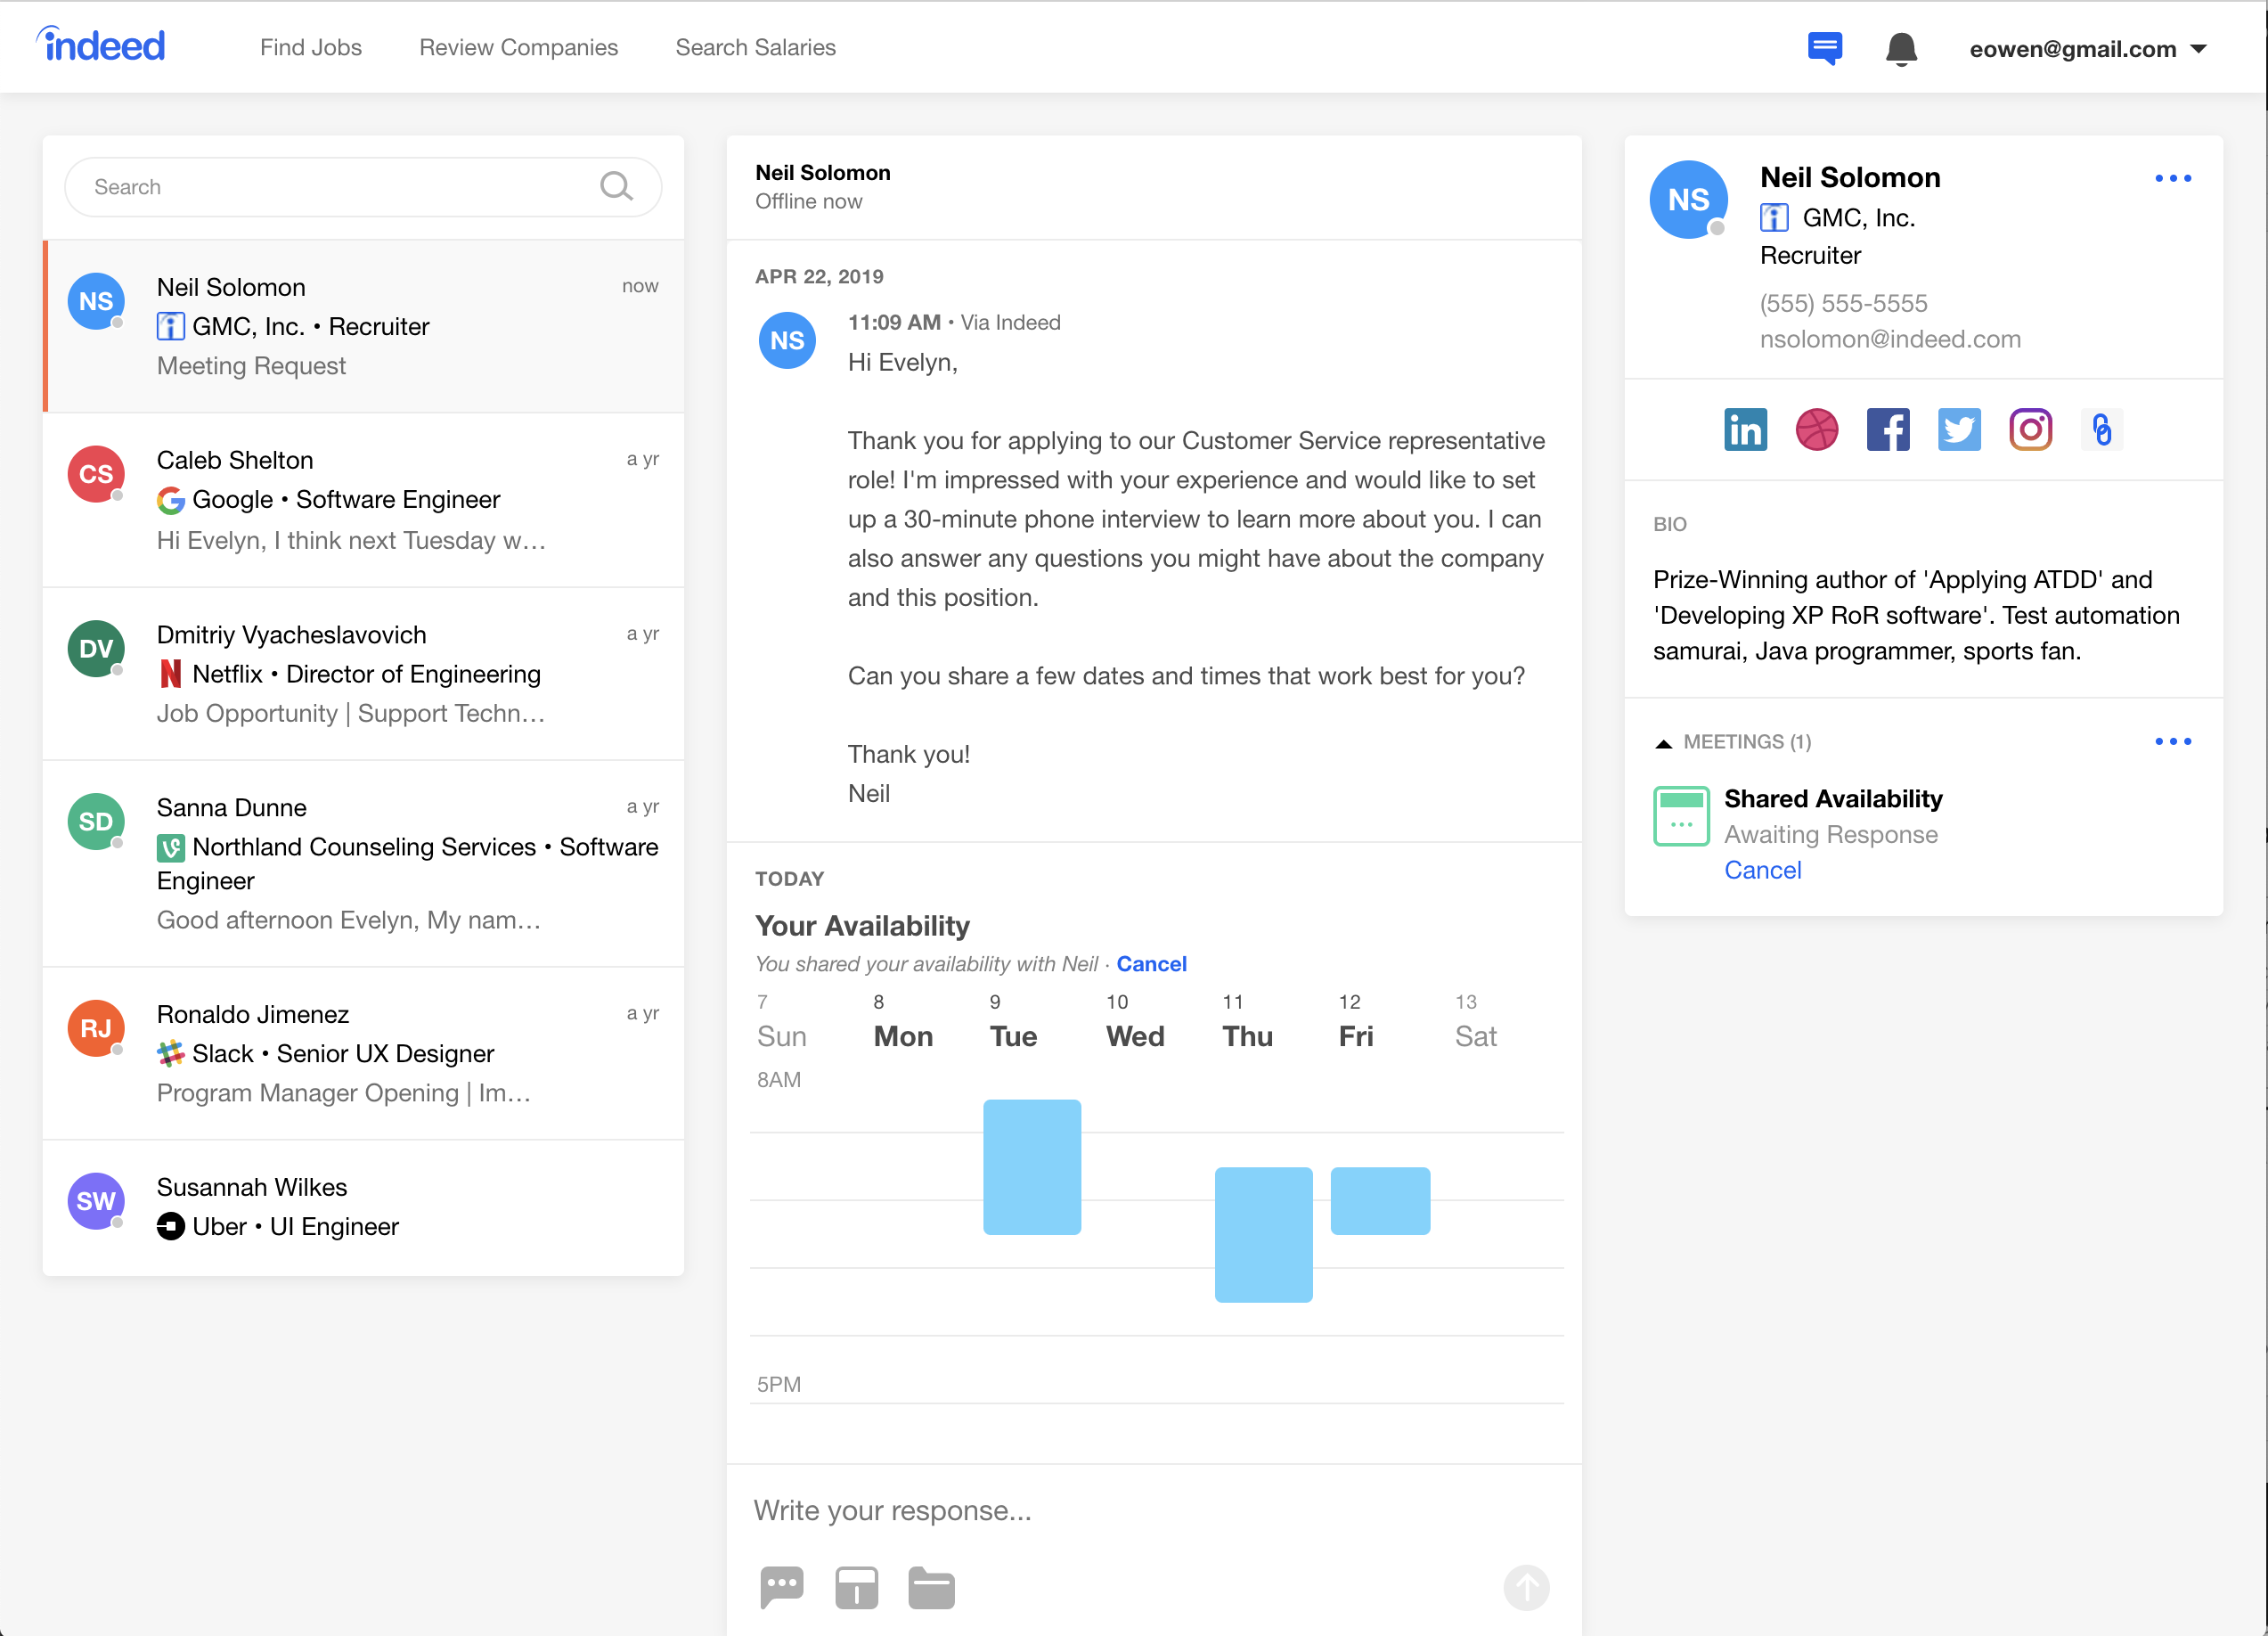 indeed
Find Jobs
Review Companies
Search Salaries
eowen@gmail.com
Search
NS
Neil Solomon
now
GMC, Inc. • Recruiter
Meeting Request
CS
Caleb Shelton
a yr
Google • Software Engineer
Hi Evelyn, I think next Tuesday w…
DV
Dmitriy Vyacheslavovich
a yr
Netflix • Director of Engineering
Job Opportunity | Support Techn…
SD
Sanna Dunne
a yr
Northland Counseling Services • Software
Engineer
Good afternoon Evelyn, My nam…
RJ
Ronaldo Jimenez
a yr
Slack • Senior UX Designer
Program Manager Opening | Im…
SW
Susannah Wilkes
Uber • UI Engineer
Neil Solomon
Offline now
APR 22, 2019
NS
11:09 AM • Via Indeed
Hi Evelyn,
Thank you for applying to our Customer Service representative
role! I'm impressed with your experience and would like to set
up a 30-minute phone interview to learn more about you. I can
also answer any questions you might have about the company
and this position.
Can you share a few dates and times that work best for you?
Thank you!
Neil
TODAY
Your Availability
You shared your availability with Neil · Cancel
7 8 9 10 11 12 13
Sun Mon Tue Wed Thu Fri Sat
8AM
5PM
Write your response...
NS
Neil Solomon
GMC, Inc.
Recruiter
(555) 555-5555
nsolomon@indeed.com
in
BIO
Prize-Winning author of 'Applying ATDD' and
'Developing XP RoR software'. Test automation
samurai, Java programmer, sports fan.
MEETINGS (1)
Shared Availability
Awaiting Response
Cancel